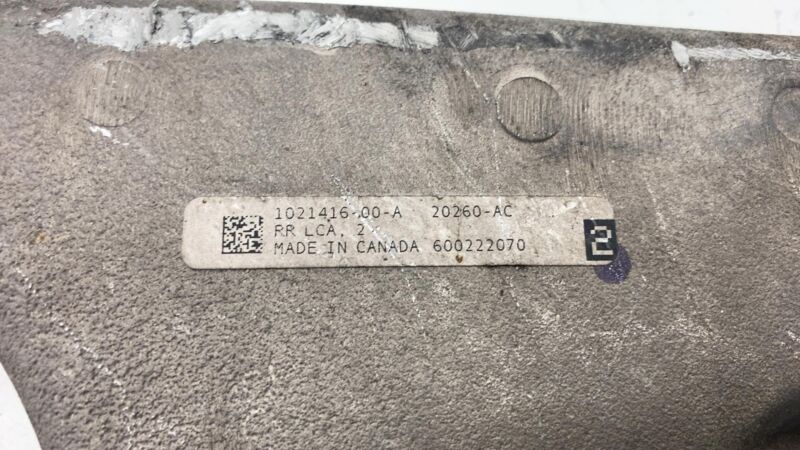 1021416-00-A 20260-AC
RR LCA, 2
MADE IN CANADA 600222070
2